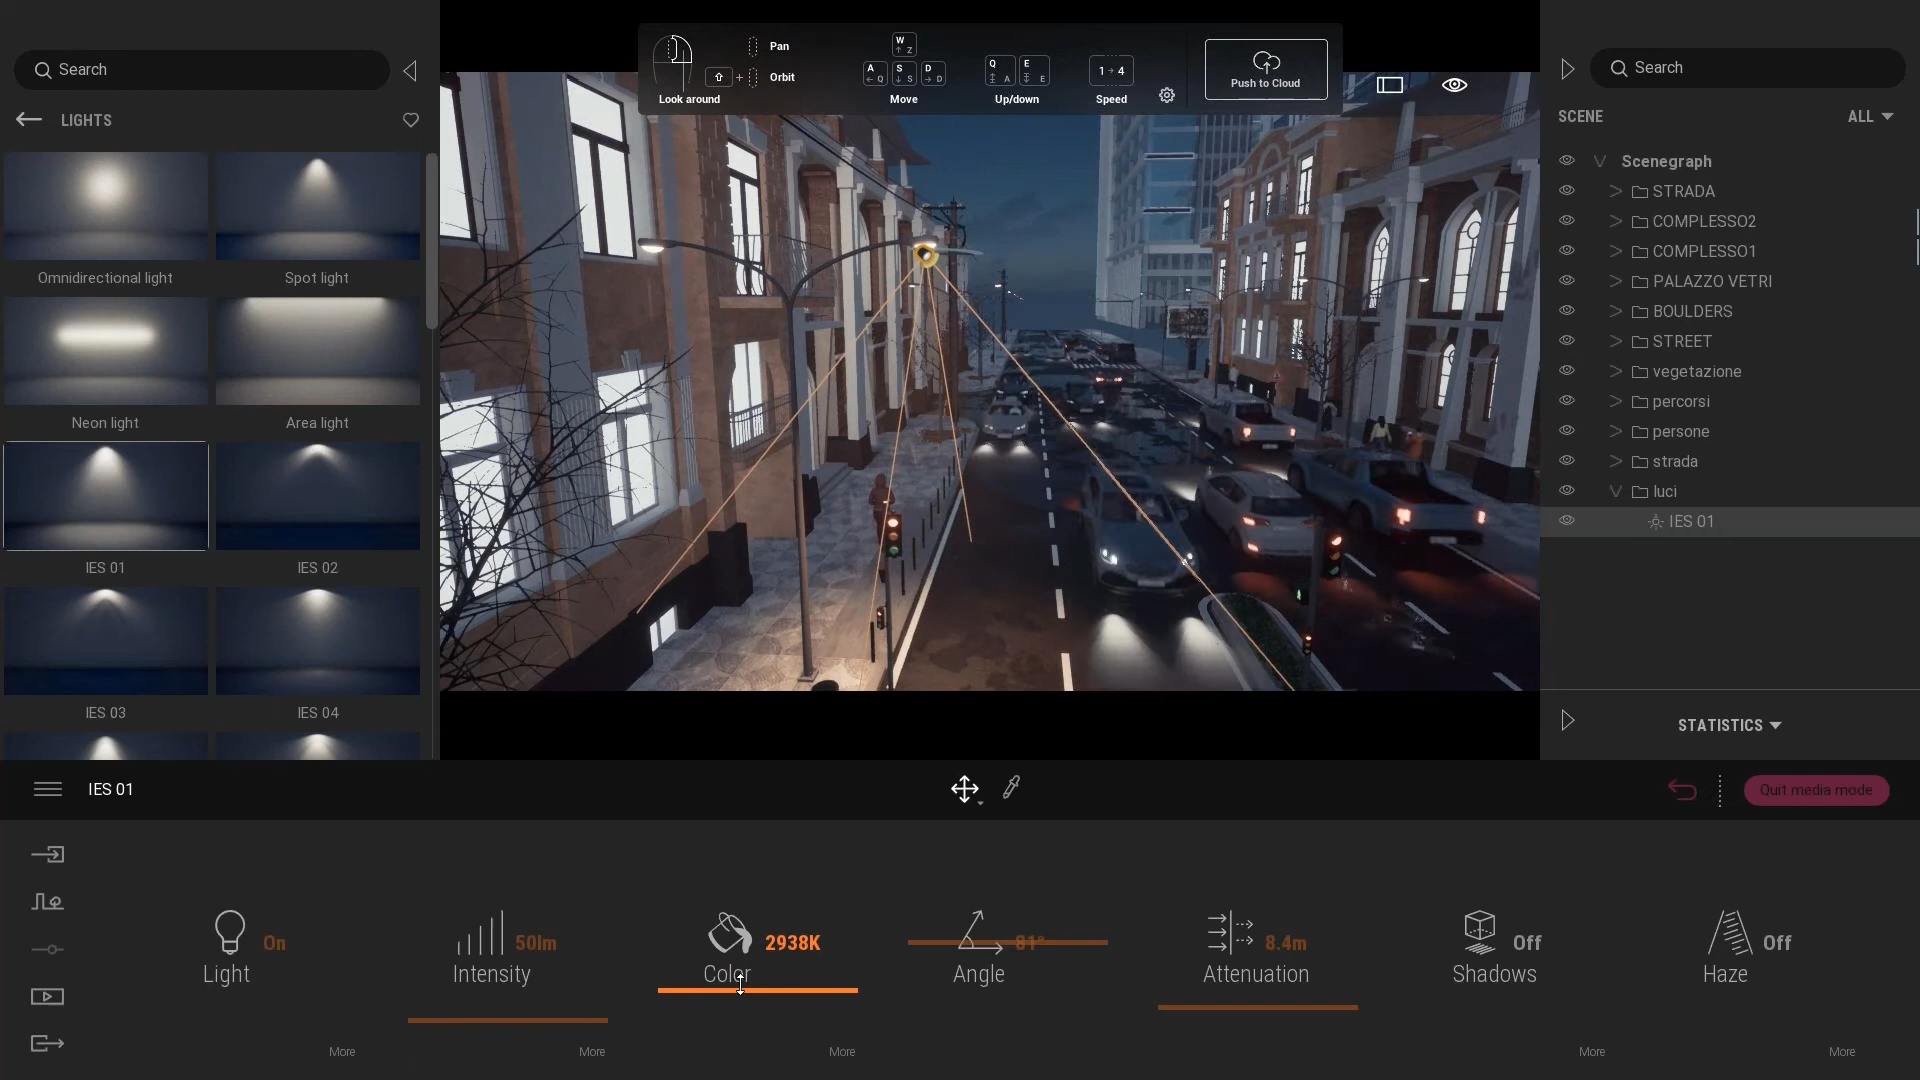 Search
LIGHTS
Omnidirectional light
Spot light
Neon light
Area light
IES 01
IES 02
IES 03
IES 04
Look around
Pan
Orbit
W
Z
A
Q
S
S
D
D
Move
Q
A
E
E
Up/down
1 → 4
Speed
Push to Cloud
Search
SCENE
ALL
Scenegraph
STRADA
COMPLESSO2
COMPLESSO1
PALAZZO VETRI
BOULDERS
STREET
vegetazione
percorsi
persone
strada
luci
IES 01
STATISTICS
IES 01
Quit media mode
On
Light
50lm
Intensity
2938K
Color
81°
Angle
8.4m
Attenuation
Off
Shadows
Off
Haze
More
More
More
More
More